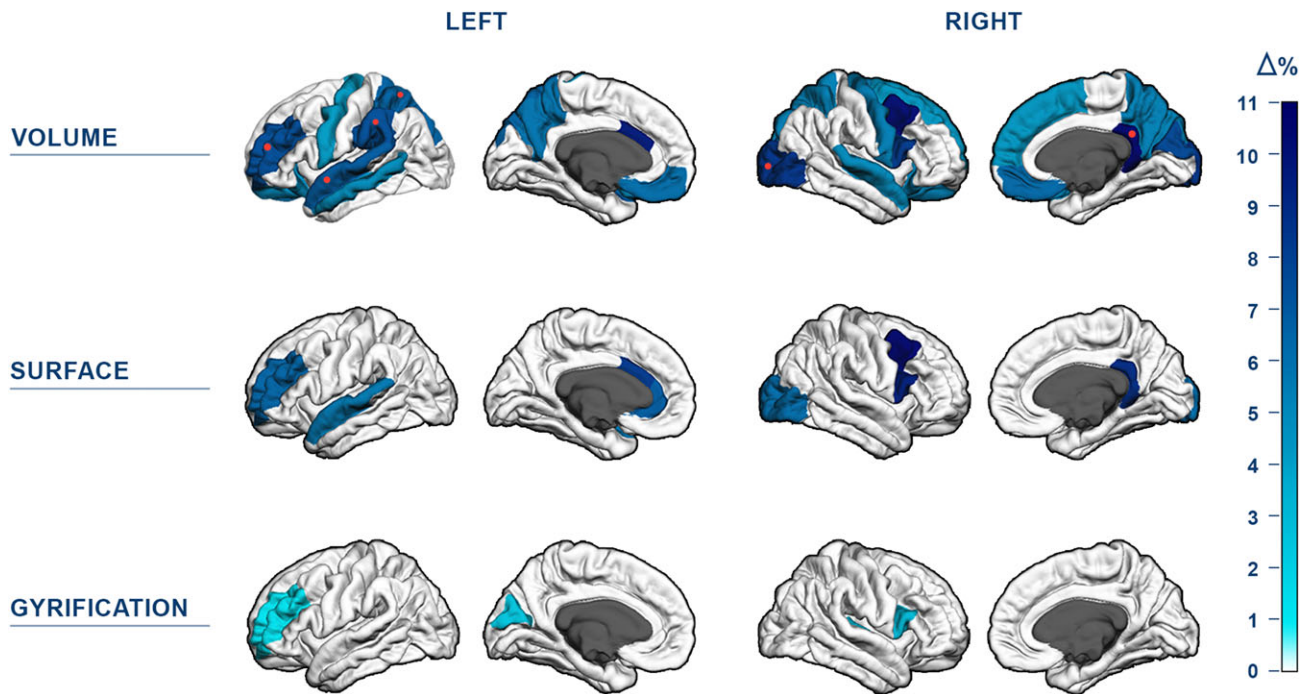 LEFT
RIGHT
Δ%
VOLUME
SURFACE
GYRIFICATION
11
10
9
8
7
6
5
4
3
2
1
0